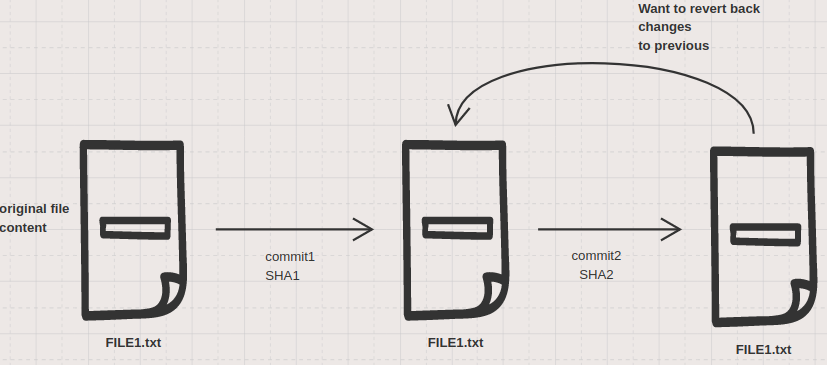 Want to revert back
changes
to previous
original file
content
commit1
SHA1
commit2
SHA2
FILE1.txt
FILE1.txt
FILE1.txt